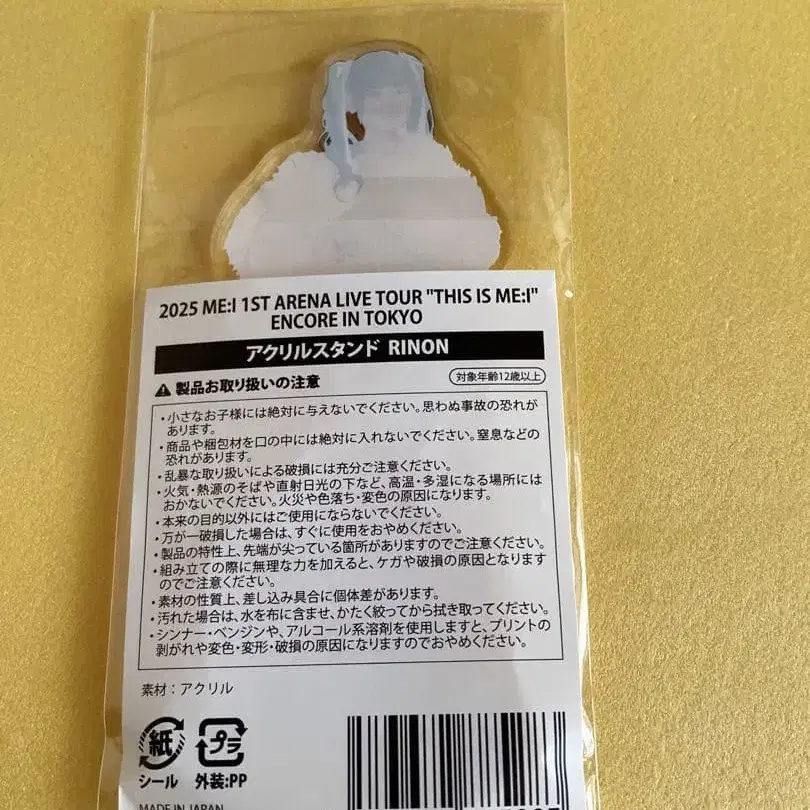 2025 ME:I 1ST ARENA LIVE TOUR "THIS IS ME:I"
ENCORE IN TOKYO
アクリルスタンド RINON
⚠ 製品お取り扱いの注意
対象年齢12歳以上
・小さなお子様には絶対に与えないでください。思わぬ事故の恐れが
あります。
・商品や梱包材を口の中には絶対に入れないでください。窒息などの
恐れがあります。
・乱暴な取り扱いによる破損には充分ご注意ください。
・火気・熱源のそばや直射日光の下など、高温・多湿になる場所には
おかないでください。火災や色落ち・変色の原因になります。
・本来の目的以外にはご使用にならないでください。
・万が一破損した場合は、すぐに使用をおやめください。
・製品の特性上、先端が尖っている箇所がありますのでご注意ください。
・組み立ての際に無理な力を加えると、ケガや破損の原因となります
のでご注意ください。
・素材の性質上、差し込み具合に個体差があります。
・汚れた場合は、水を布に含ませ、かたく絞ってから拭き取ってください。
・シンナー・ベンジンや、アルコール系溶剤を使用しますと、プリントの
剥がれや変色・変形・破損の原因になりますのでおやめください。
素材：アクリル
紙 プラ
シール 外装:PP
MADE IN JAPAN